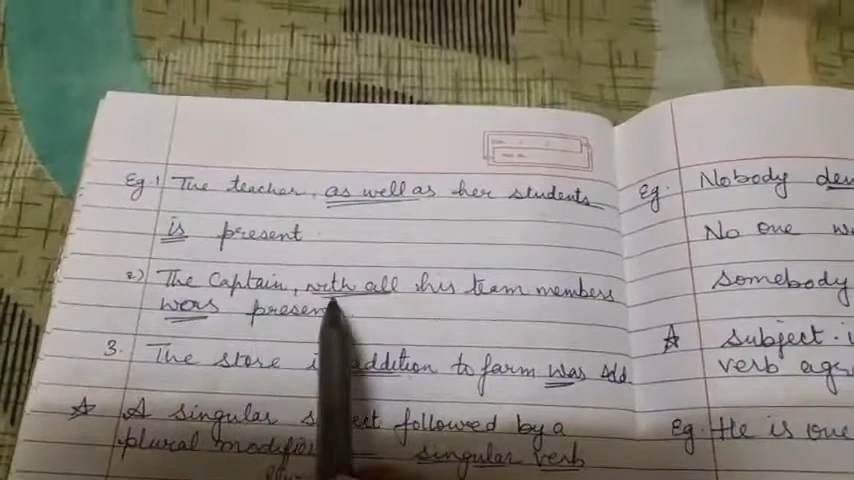 Eg.1 The teacher, as well as her students
is present
2) The Captain, with all his team members
was present
3. The store in addition to farm was sold
☆ A singular subject followed by a
plural modifier singular verb
Eg. Nobody
No one
Somebody
☆ Subject
verb
Eg. He is one